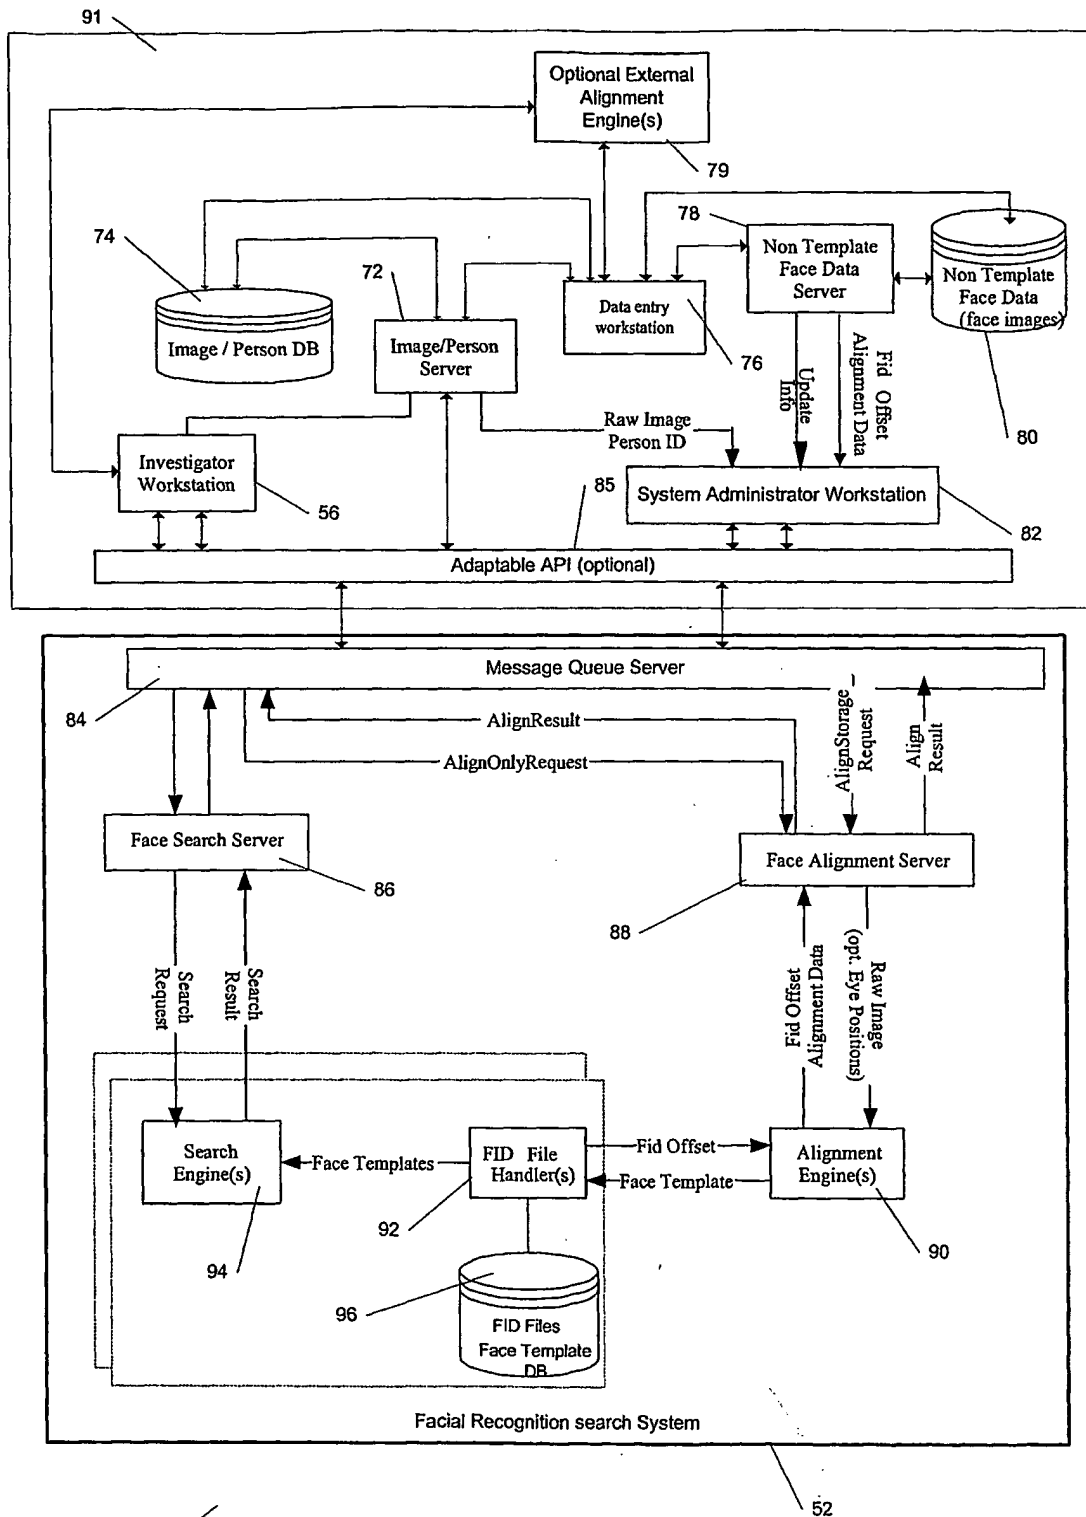 91
Optional External
Alignment
Engine(s)
79
74
72
78
Non Template
Face Data
Server
Non Template
Face Data
(face images)
80
Image / Person DB
Image/Person
Server
Data entry
workstation
76
Update
Info
Fid Offset
Alignment Data
Raw Image
Person ID
Investigator
Workstation
56
85
System Administrator Workstation
82
Adaptable API (optional)
Message Queue Server
84
AlignResult
AlignOnlyRequest
AlignStorage
Request
Align
Result
Face Search Server
86
Face Alignment Server
88
Search
Request
Search
Result
Fid Offset
Alignment Data
Raw Image
(opt. Eye Positions)
Search
Engine(s)
94
Face Templates
FID File
Handler(s)
92
Fid Offset
Face Template
Alignment
Engine(s)
90
96
FID Files
Face Template
DB
Facial Recognition search System
52